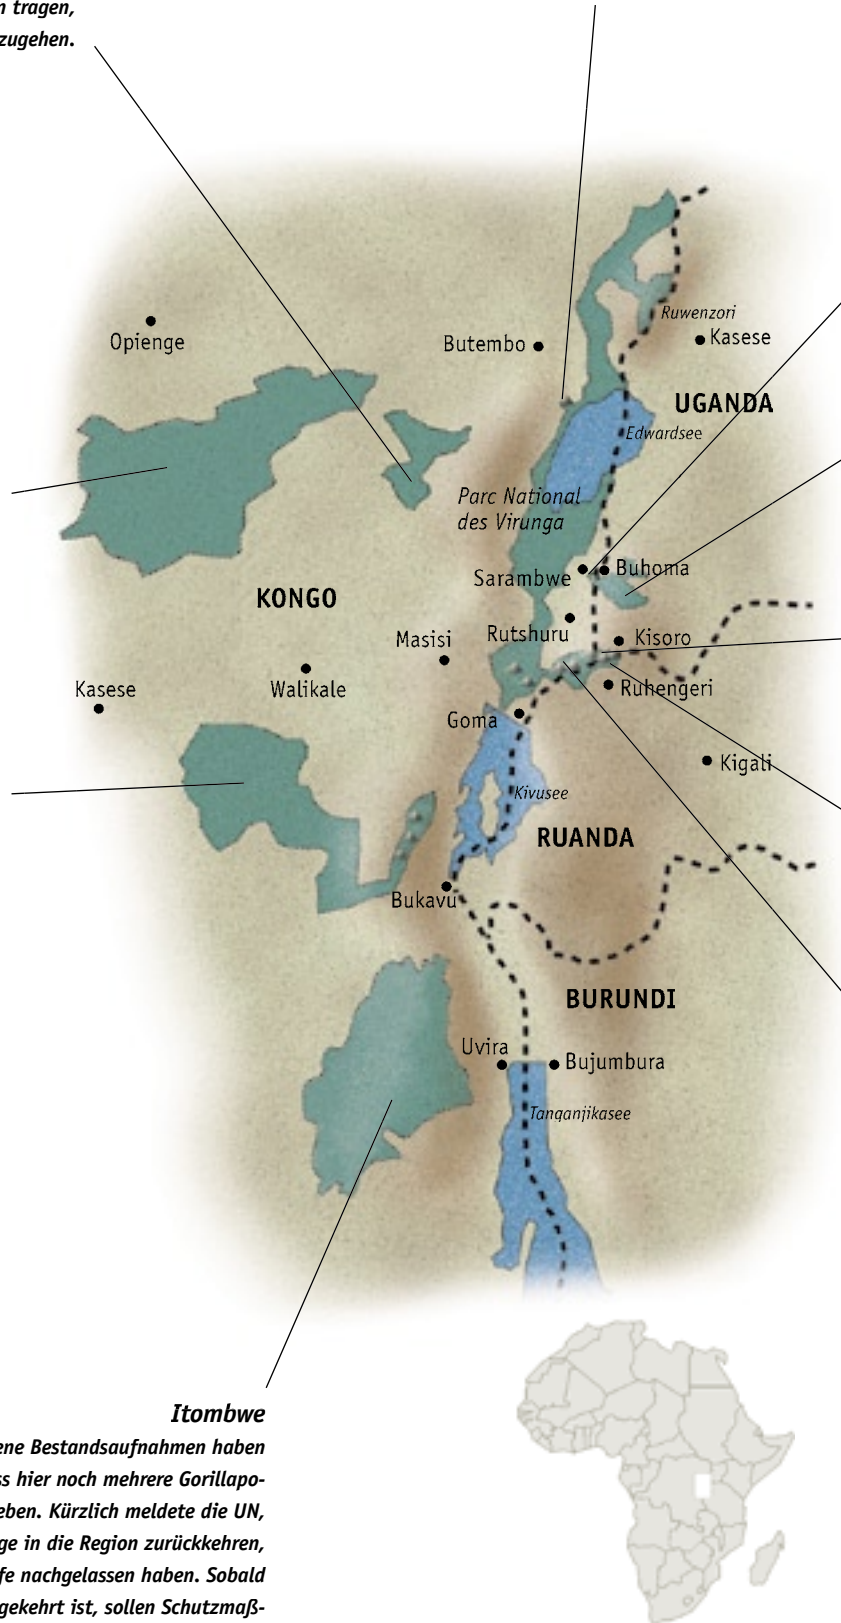 tragen,
zugehen.
Ruwenzori
Opienge
Butembo
Kasese
UGANDA
Edwardsee
Parc National
des Virunga
Sarambwe
Buhoma
KONGO
Masisi
Rutshuru
Kisoro
Kasese
Walikale
Ruhengeri
Goma
Kigali
Kivusee
RUANDA
Bukavu
BURUNDI
Uvira
Bujumbura
Tanganjikasee
Itombwe
ene Bestandsaufnahmen haben
ss hier noch mehrere Gorillapo-
eben. Kürzlich meldete die UN,
ge in die Region zurückkehren,
fe nachgelassen haben. Sobald
gekehrt ist, sollen Schutzmaß-